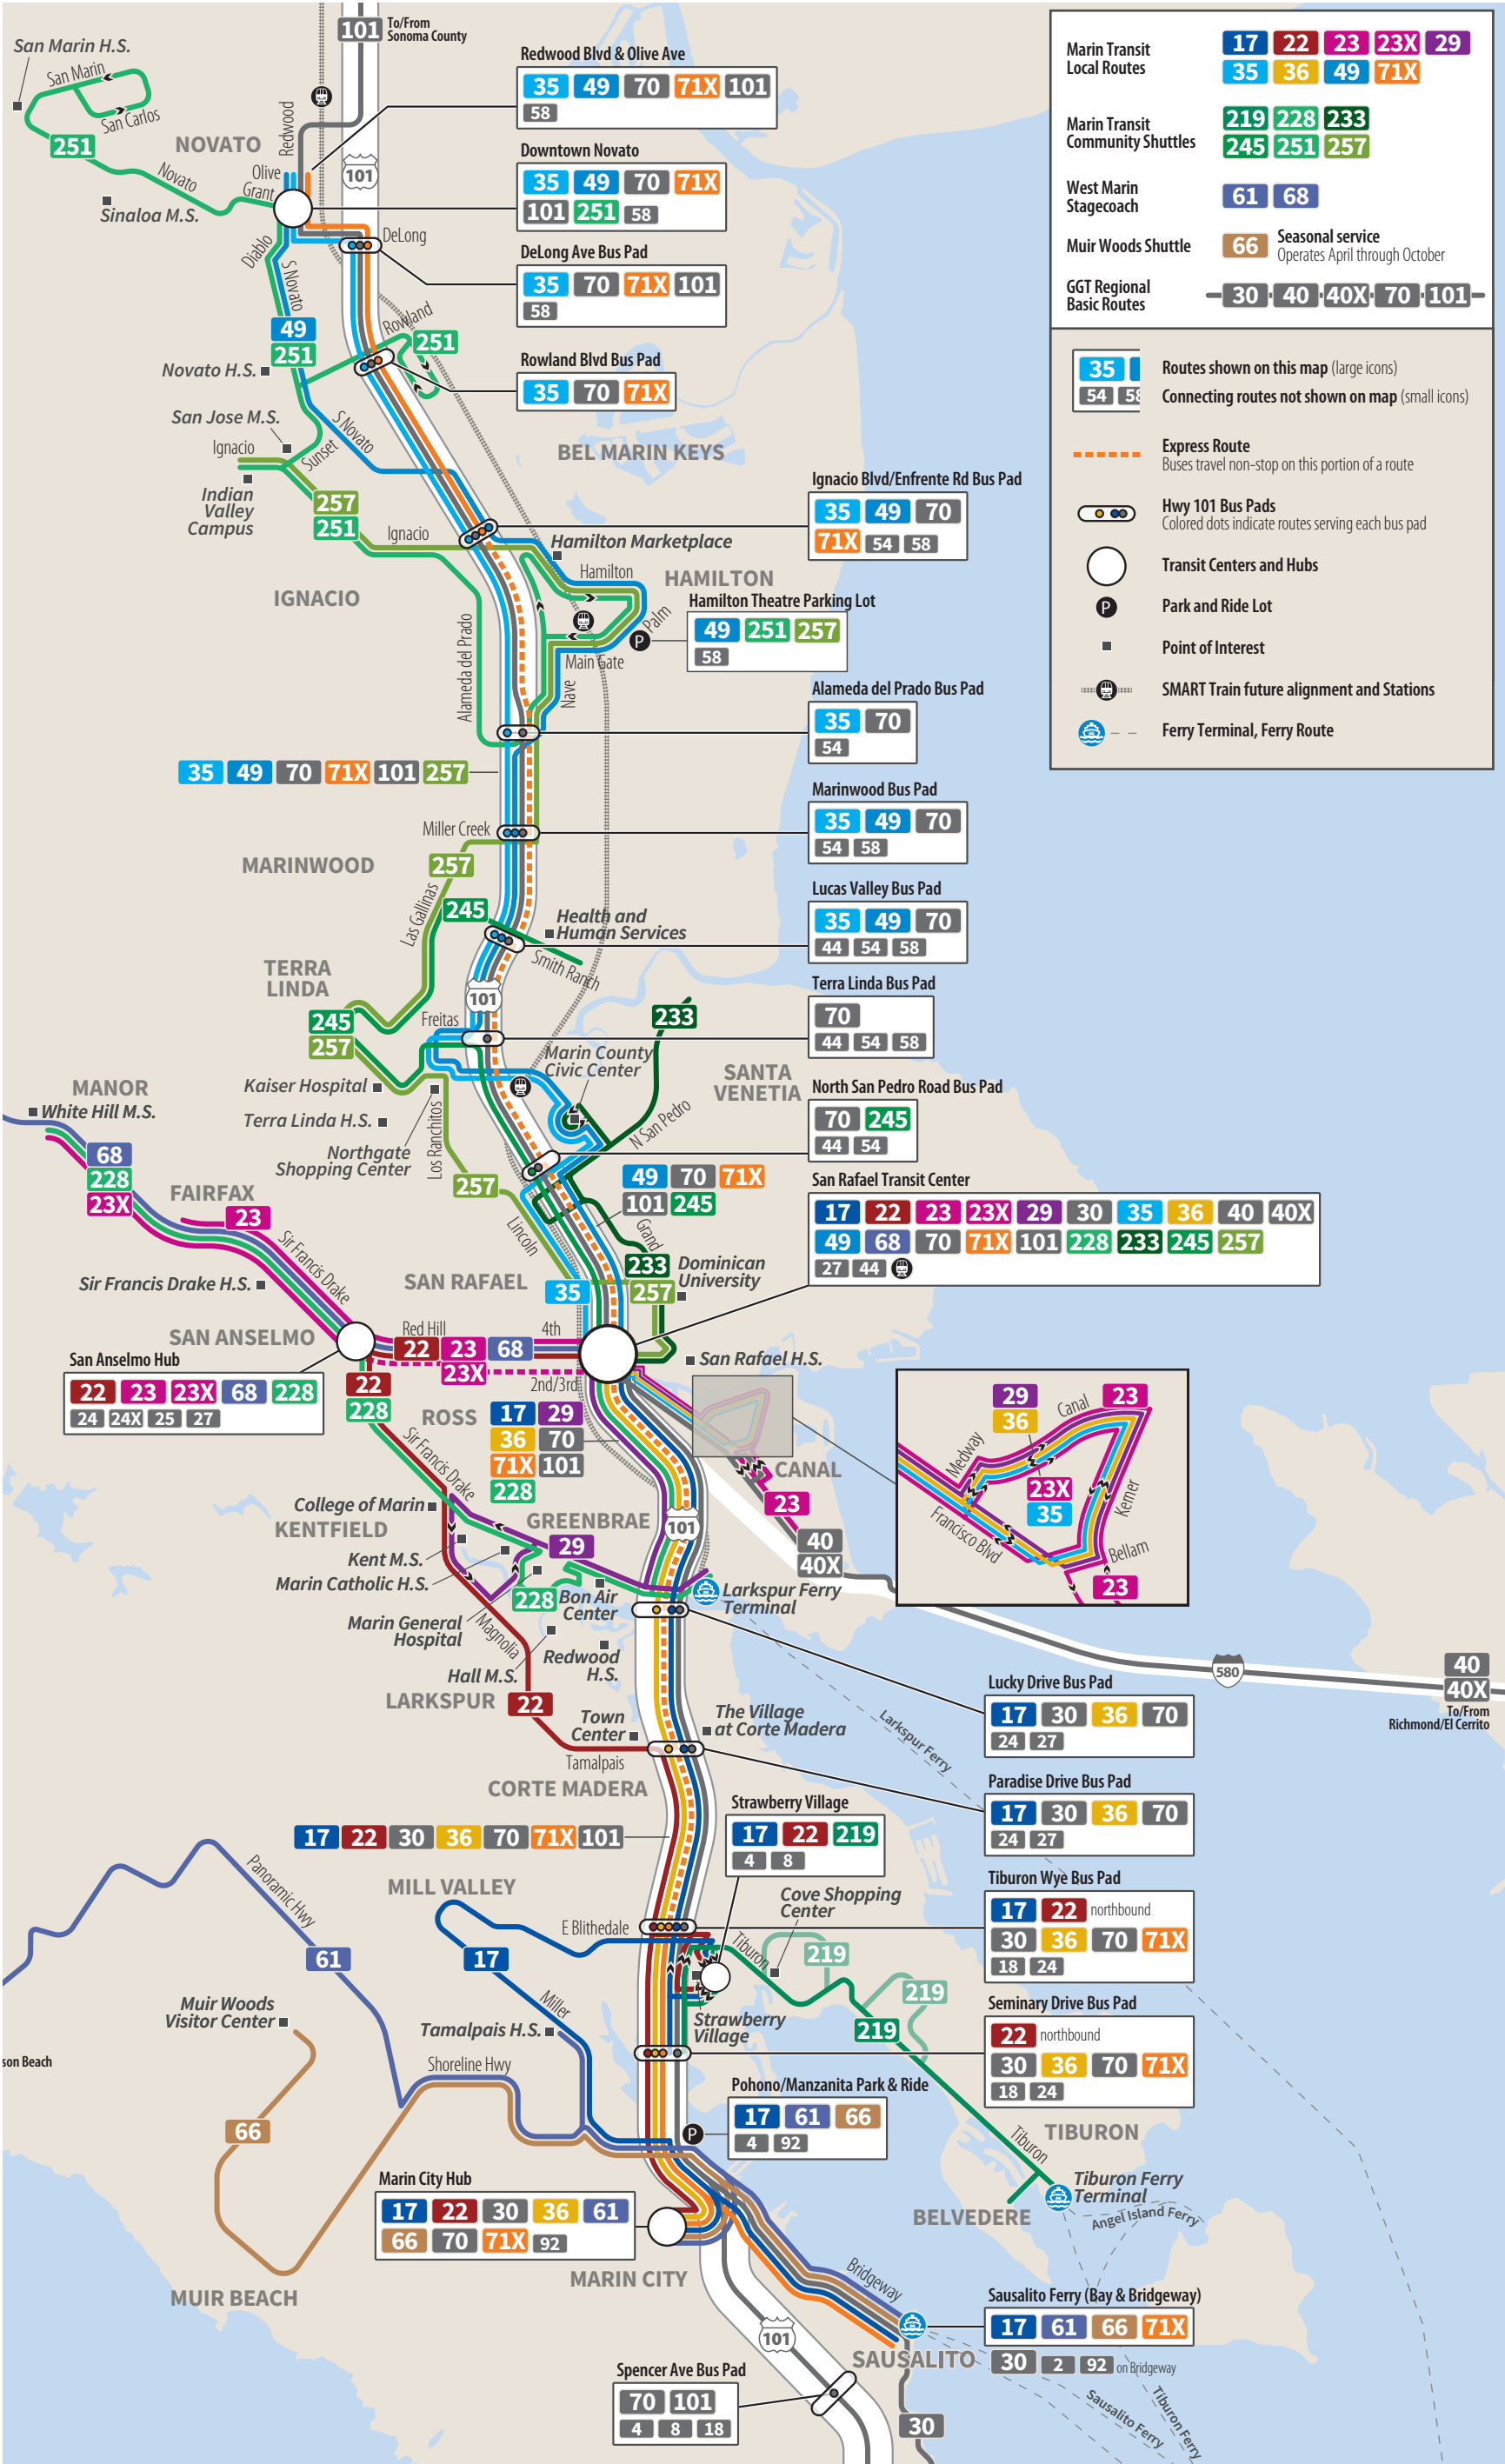 101
To/From
Sonoma County
San Marin H.S.
San Marin
San Carlos
251
NOVATO
Redwood
Novato
Olive
Grant
101
Sinaloa M.S.
Diablo
S Novato
DeLong
Redwood Blvd & Olive Ave
35 49 70 71X 101
58
Downtown Novato
35 49 70 71X
101 251 58
DeLong Ave Bus Pad
35 70 71X 101
58
Rowland Blvd Bus Pad
35 70 71X
49
251
Rowland
251
Novato H.S.
San Jose M.S.
Ignacio
Sunset
S Novato
BEL MARIN KEYS
Indian
Valley
Campus
257
251
Ignacio
Ignacio Blvd/Enfrente Rd Bus Pad
35 49 70
71X 54 58
Hamilton Marketplace
Hamilton
HAMILTON
IGNACIO
Hamilton Theatre Parking Lot
49 251 257
58
P
Palm
Main Gate
Nave
Alameda del Prado
Alameda del Prado Bus Pad
35 70
54
35 49 70 71X 101 257
Marinwood Bus Pad
35 49 70
54 58
Miller Creek
MARINWOOD
257
Las Gallinas
245
Health and
Human Services
Smith Ranch
Lucas Valley Bus Pad
35 49 70
44 54 58
TERRA
LINDA
101
Terra Linda Bus Pad
70
44 54 58
245
257
Freitas
233
Marin County
Civic Center
SANTA
VENETIA
Kaiser Hospital
Terra Linda H.S.
Northgate
Shopping Center
Los Ranchitos
N San Pedro
North San Pedro Road Bus Pad
70 245
44 54
MANOR
White Hill M.S.
68
228
23X
FAIRFAX
23
Sir Francis Drake
Sir Francis Drake H.S.
257
Lincoln
49 70 71X
101 245
Grand
San Rafael Transit Center
17 22 23 23X 29 30 35 36 40 40X
49 68 70 71X 101 228 233 245 257
27 44
233
257
Dominican
University
SAN RAFAEL
35
SAN ANSELMO
Red Hill
4th
22 23 68
23X
2nd/3rd
San Rafael H.S.
San Anselmo Hub
22 23 23X 68 228
24 24X 25 27
22
228
ROSS
17 29
36 70
71X 101
228
Sir Francis Drake
CANAL
23
40
40X
29
36
Canal
23
Medway
23X
35
Kerner
Francisco Blvd
Bellam
23
College of Marin
KENTFIELD
GREENBRAE
101
29
Kent M.S.
Marin Catholic H.S.
228
Bon Air
Center
Larkspur Ferry
Terminal
Marin General
Hospital
Magnolia
Hall M.S.
Redwood
H.S.
LARKSPUR
22
580
40
40X
To/From
Richmond/El Cerrito
Lucky Drive Bus Pad
17 30 36 70
24 27
Town
Center
The Village
at Corte Madera
Larkspur Ferry
Tamalpais
CORTE MADERA
Paradise Drive Bus Pad
17 30 36 70
24 27
17 22 30 36 70 71X 101
Strawberry Village
17 22 219
4 8
Panoramic Hwy
MILL VALLEY
E Blithedale
Cove Shopping
Center
Tiburon Wye Bus Pad
17 22 northbound
30 36 70 71X
18 24
61
17
Tiburon
219
219
219
Muir Woods
Visitor Center
Miller
Tamalpais H.S.
Strawberry
Village
Seminary Drive Bus Pad
22 northbound
30 36 70 71X
18 24
son Beach
Shoreline Hwy
66
Pohono/Manzanita Park & Ride
17 61 66
4 92
P
TIBURON
Tiburon
Tiburon Ferry
Terminal
Angel Island Ferry
BELVEDERE
Marin City Hub
17 22 30 36 61
66 70 71X 92
MARIN CITY
MUIR BEACH
Bridgeway
101
SAUSALITO
Sausalito Ferry (Bay & Bridgeway)
17 61 66 71X
30 2 92 on Bridgeway
Spencer Ave Bus Pad
70 101
4 8 18
30
Sausalito Ferry
Tiburon Ferry
Marin Transit
Local Routes
17 22 23 23X 29
35 36 49 71X
Marin Transit
Community Shuttles
219 228 233
245 251 257
West Marin
Stagecoach
61 68
Muir Woods Shuttle
66
Seasonal service
Operates April through October
GGT Regional
Basic Routes
30 40 40X 70 101
35
54 58
Routes shown on this map (large icons)
Connecting routes not shown on map (small icons)
Express Route
Buses travel non-stop on this portion of a route
Hwy 101 Bus Pads
Colored dots indicate routes serving each bus pad
Transit Centers and Hubs
P
Park and Ride Lot
Point of Interest
SMART Train future alignment and Stations
Ferry Terminal, Ferry Route